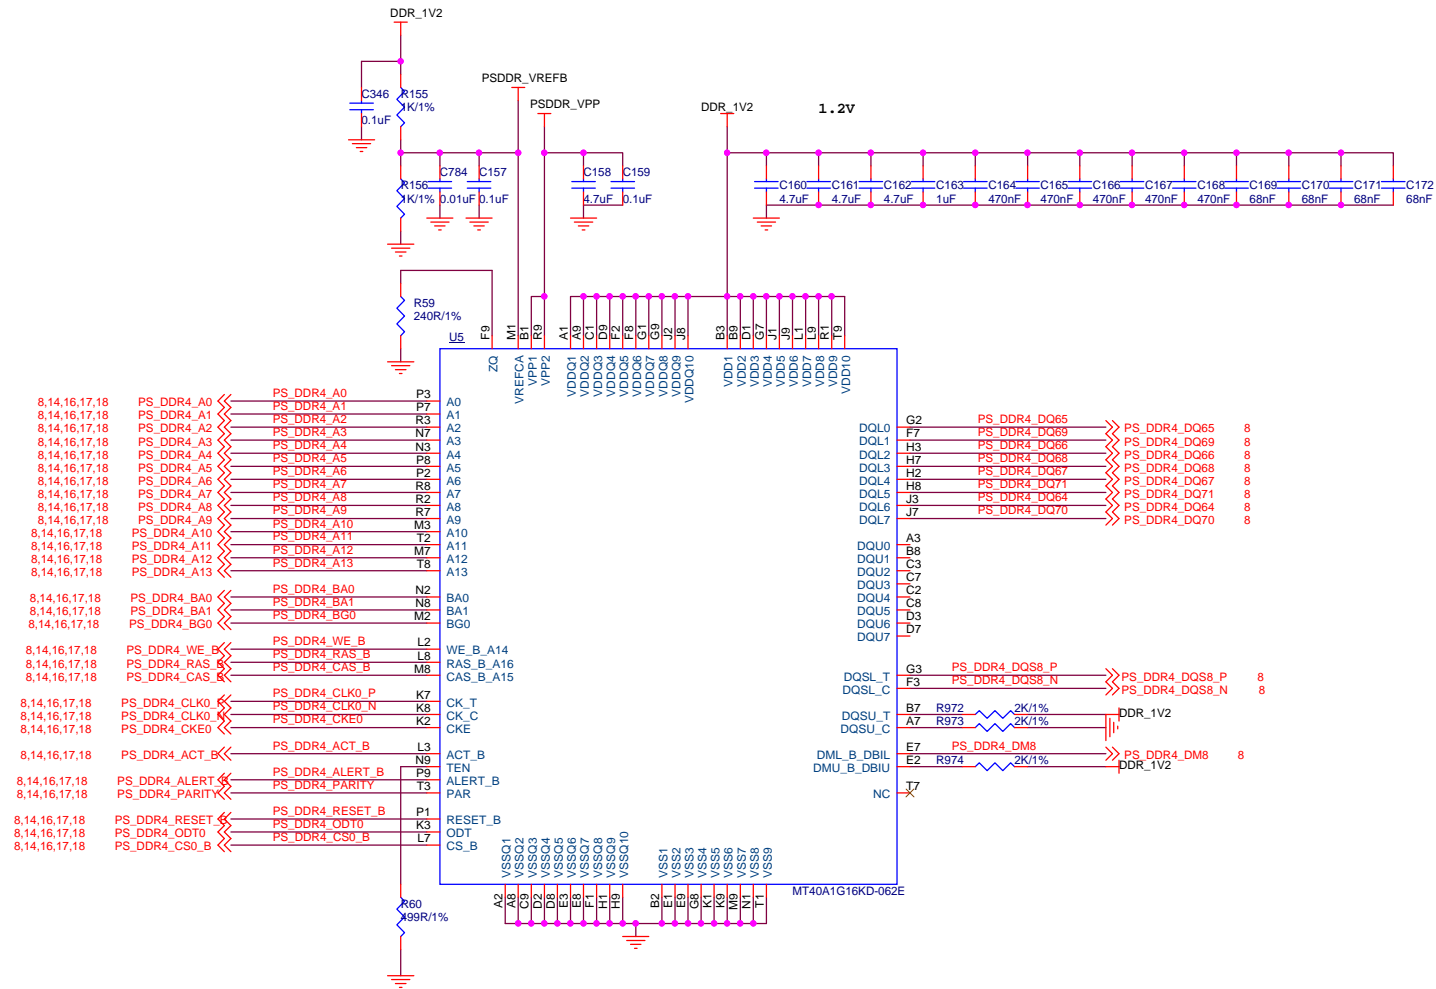 DDR_1V2
PSDDR_VREFB
PSDDR_VPP
DDR_1V2
1.2V
C346
0.1uF
R155
1K/1%
R156
1K/1%
C784
0.01uF
C157
0.1uF
C158
4.7uF
C159
0.1uF
C160
4.7uF
C161
4.7uF
C162
4.7uF
C163
1uF
C164
470nF
C165
470nF
C166
470nF
C167
470nF
C168
470nF
C169
68nF
C170
68nF
C171
68nF
C172
68nF
R59
240R/1%
U5
F9 M1 B1 R9 A1 A9 C1 D9 F2 F8 G1 G9 J2 J8 B3 B9 D1 G7 J1 J9 L1 L9 R1 T9
ZQ VREFCA VPP1 VPP2 VDDQ1 VDDQ2 VDDQ3 VDDQ4 VDDQ5 VDDQ6 VDDQ7 VDDQ8 VDDQ9 VDDQ10 VDD1 VDD2 VDD3 VDD4 VDD5 VDD6 VDD7 VDD8 VDD9 VDD10
8,14,16,17,18 PS_DDR4_A0 PS_DDR4_A0 P3 A0
8,14,16,17,18 PS_DDR4_A1 PS_DDR4_A1 P7 A1
8,14,16,17,18 PS_DDR4_A2 PS_DDR4_A2 R3 A2
8,14,16,17,18 PS_DDR4_A3 PS_DDR4_A3 N7 A3
8,14,16,17,18 PS_DDR4_A4 PS_DDR4_A4 N3 A4
8,14,16,17,18 PS_DDR4_A5 PS_DDR4_A5 P8 A5
8,14,16,17,18 PS_DDR4_A6 PS_DDR4_A6 P2 A6
8,14,16,17,18 PS_DDR4_A7 PS_DDR4_A7 R8 A7
8,14,16,17,18 PS_DDR4_A8 PS_DDR4_A8 R2 A8
8,14,16,17,18 PS_DDR4_A9 PS_DDR4_A9 R7 A9
8,14,16,17,18 PS_DDR4_A10 PS_DDR4_A10 M3 A10
8,14,16,17,18 PS_DDR4_A11 PS_DDR4_A11 T2 A11
8,14,16,17,18 PS_DDR4_A12 PS_DDR4_A12 M7 A12
8,14,16,17,18 PS_DDR4_A13 PS_DDR4_A13 T8 A13
8,14,16,17,18 PS_DDR4_BA0 PS_DDR4_BA0 N2 BA0
8,14,16,17,18 PS_DDR4_BA1 PS_DDR4_BA1 N8 BA1
8,14,16,17,18 PS_DDR4_BG0 PS_DDR4_BG0 M2 BG0
8,14,16,17,18 PS_DDR4_WE_B PS_DDR4_WE_B L2 WE_B_A14
8,14,16,17,18 PS_DDR4_RAS_B PS_DDR4_RAS_B L8 RAS_B_A16
8,14,16,17,18 PS_DDR4_CAS_B PS_DDR4_CAS_B M8 CAS_B_A15
8,14,16,17,18 PS_DDR4_CLK0_P PS_DDR4_CLK0_P K7 CK_T
8,14,16,17,18 PS_DDR4_CLK0_N PS_DDR4_CLK0_N K8 CK_C
8,14,16,17,18 PS_DDR4_CKE0 PS_DDR4_CKE0 K2 CKE
8,14,16,17,18 PS_DDR4_ACT_B PS_DDR4_ACT_B L3 ACT_B
N9 TEN
8,14,16,17,18 PS_DDR4_ALERT_B PS_DDR4_ALERT_B P9 ALERT_B
8,14,16,17,18 PS_DDR4_PARITY PS_DDR4_PARITY T3 PAR
8,14,16,17,18 PS_DDR4_RESET_B PS_DDR4_RESET_B P1 RESET_B
8,14,16,17,18 PS_DDR4_ODT0 PS_DDR4_ODT0 K3 ODT
8,14,16,17,18 PS_DDR4_CS0_B PS_DDR4_CS0_B L7 CS_B
DQL0 G2 PS_DDR4_DQ65 PS_DDR4_DQ65 8
DQL1 F7 PS_DDR4_DQ69 PS_DDR4_DQ69 8
DQL2 H3 PS_DDR4_DQ66 PS_DDR4_DQ66 8
DQL3 H7 PS_DDR4_DQ68 PS_DDR4_DQ68 8
DQL4 H2 PS_DDR4_DQ67 PS_DDR4_DQ67 8
DQL5 H8 PS_DDR4_DQ71 PS_DDR4_DQ71 8
DQL6 J3 PS_DDR4_DQ64 PS_DDR4_DQ64 8
DQL7 J7 PS_DDR4_DQ70 PS_DDR4_DQ70 8
DQU0 A3
DQU1 B8
DQU2 C3
DQU3 C7
DQU4 C2
DQU5 C8
DQU6 D3
DQU7 D7
DQSL_T G3 PS_DDR4_DQS8_P PS_DDR4_DQS8_P 8
DQSL_C F3 PS_DDR4_DQS8_N PS_DDR4_DQS8_N 8
DQSU_T B7 R972 2K/1% DDR_1V2
DQSU_C A7 R973 2K/1%
DML_B_DBIL E7 PS_DDR4_DM8 PS_DDR4_DM8 8
DMU_B_DBIU E2 R974 2K/1% DDR_1V2
NC T7
VSSQ1 VSSQ2 VSSQ3 VSSQ4 VSSQ5 VSSQ6 VSSQ7 VSSQ8 VSSQ9 VSSQ10 VSS1 VSS2 VSS3 VSS4 VSS5 VSS6 VSS7 VSS8 VSS9
A2 A8 C9 D2 D8 E3 E8 F1 H1 H9 B2 E1 E9 G8 K1 K9 M9 N1 T1
MT40A1G16KD-062E
R60
499R/1%